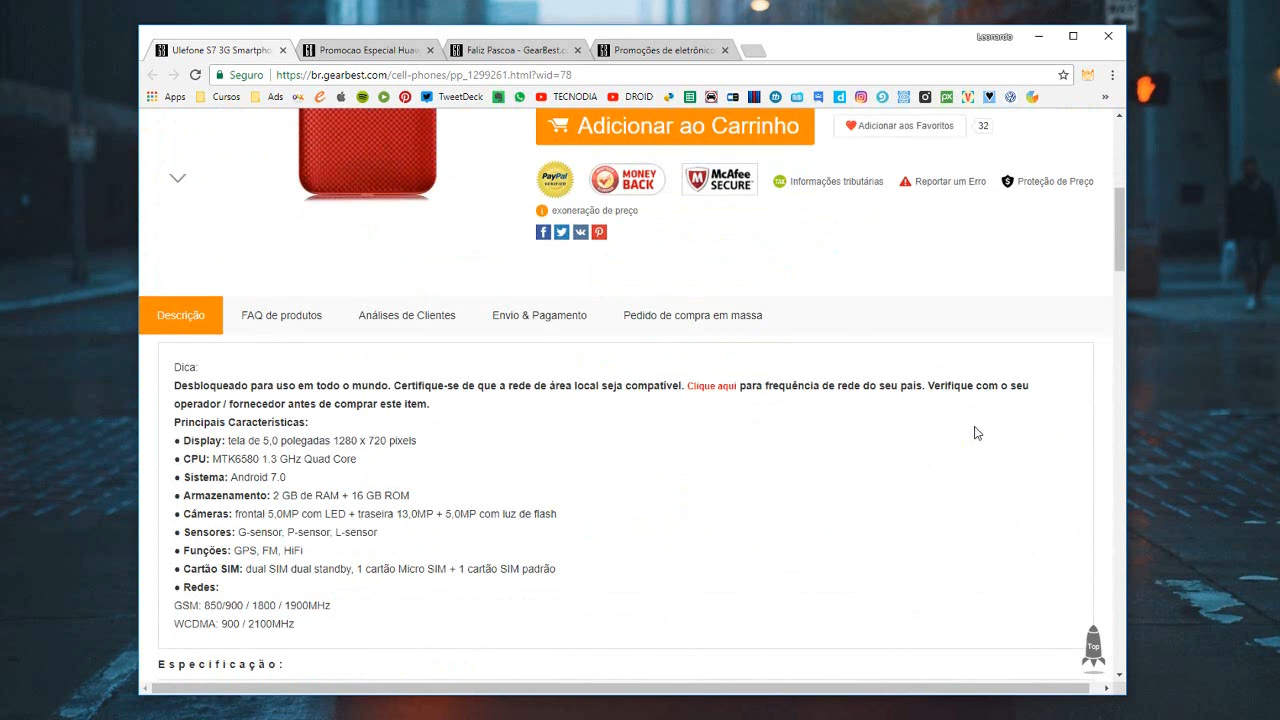 Leonardo
Ulefone S7 3G Smartpho
Promocao Especial Huaw
Faliz Pascoa - GearBest.c
Promoções de eletrônico
Seguro
https://br.gearbest.com/cell-phones/pp_1299261.html?wid=78
Apps Cursos Ads TweetDeck TECNODIA DROID
Adicionar ao Carrinho
Adicionar aos Favoritos 32
PayPal VERIFIED
MONEY BACK
McAfee SECURE
TAX Informações tributárias
Reportar um Erro
Proteção de Preço
exoneração de preço
Descrição FAQ de produtos Análises de Clientes Envio & Pagamento Pedido de compra em massa
Dica:
Desbloqueado para uso em todo o mundo. Certifique-se de que a rede de área local seja compatível. Clique aqui para frequência de rede do seu país. Verifique com o seu
operador / fornecedor antes de comprar este item.
Principais Características:
● Display: tela de 5,0 polegadas 1280 x 720 pixels
● CPU: MTK6580 1.3 GHz Quad Core
● Sistema: Android 7.0
● Armazenamento: 2 GB de RAM + 16 GB ROM
● Câmeras: frontal 5,0MP com LED + traseira 13,0MP + 5,0MP com luz de flash
● Sensores: G-sensor, P-sensor, L-sensor
● Funções: GPS, FM, HiFi
● Cartão SIM: dual SIM dual standby, 1 cartão Micro SIM + 1 cartão SIM padrão
● Redes:
GSM: 850/900 / 1800 / 1900MHz
WCDMA: 900 / 2100MHz
Top
Especificação: